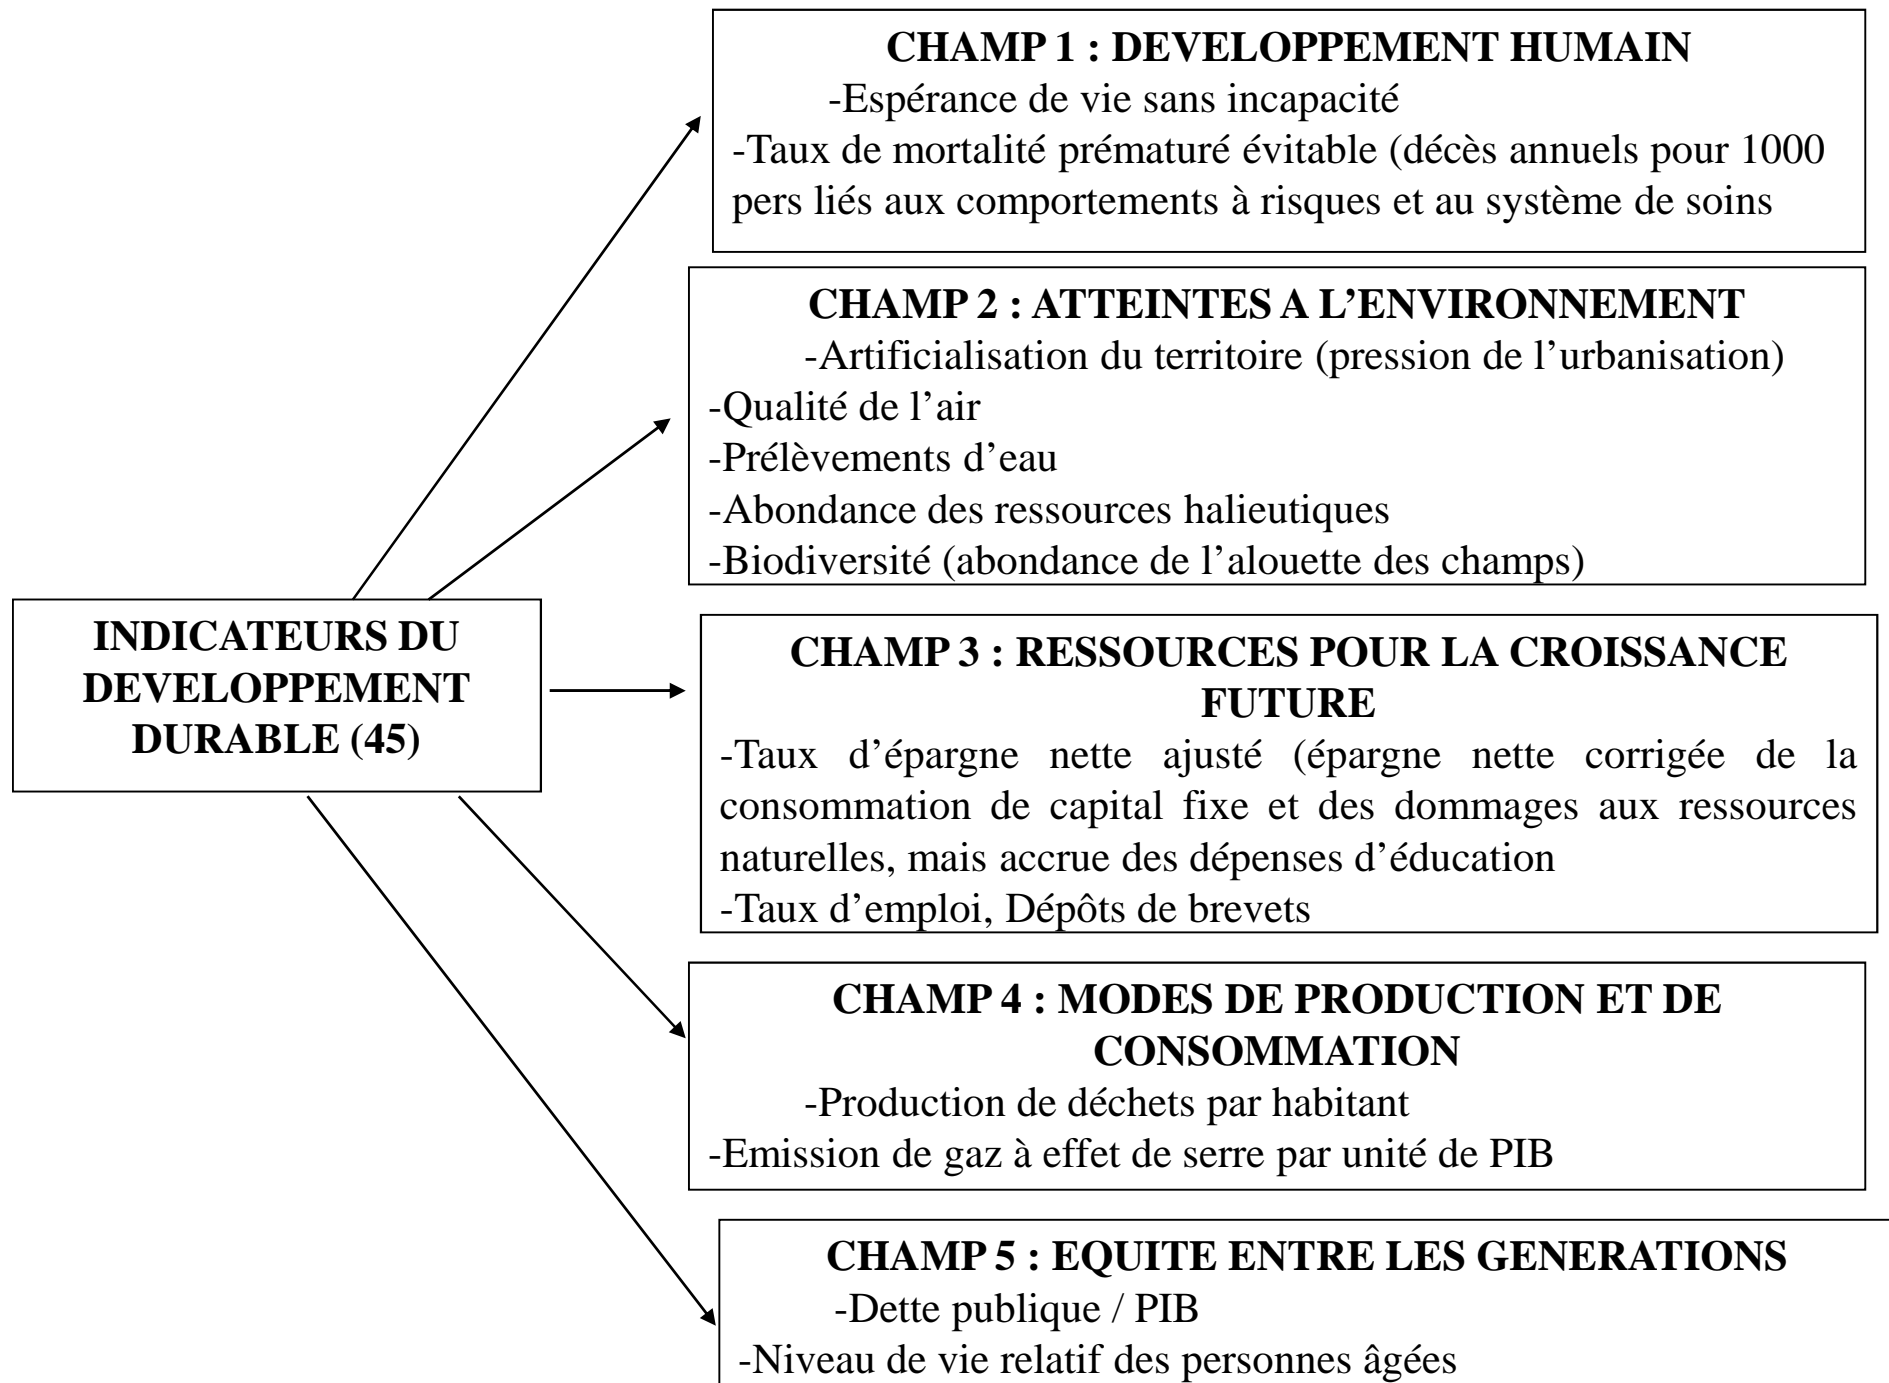 CHAMP 1 : DEVELOPPEMENT HUMAIN
-Espérance de vie sans incapacité
-Taux de mortalité prématuré évitable (décès annuels pour 1000
pers liés aux comportements à risques et au système de soins
CHAMP 2 : ATTEINTES A L’ENVIRONNEMENT
-Artificialisation du territoire (pression de l’urbanisation)
-Qualité de l’air
-Prélèvements d’eau
-Abondance des ressources halieutiques
-Biodiversité (abondance de l’alouette des champs)
INDICATEURS DU
DEVELOPPEMENT
DURABLE (45)
CHAMP 3 : RESSOURCES POUR LA CROISSANCE
FUTURE
-Taux d’épargne nette ajusté (épargne nette corrigée de la
consommation de capital fixe et des dommages aux ressources
naturelles, mais accrue des dépenses d’éducation
-Taux d’emploi, Dépôts de brevets
CHAMP 4 : MODES DE PRODUCTION ET DE
CONSOMMATION
-Production de déchets par habitant
-Emission de gaz à effet de serre par unité de PIB
CHAMP 5 : EQUITE ENTRE LES GENERATIONS
-Dette publique / PIB
-Niveau de vie relatif des personnes âgées